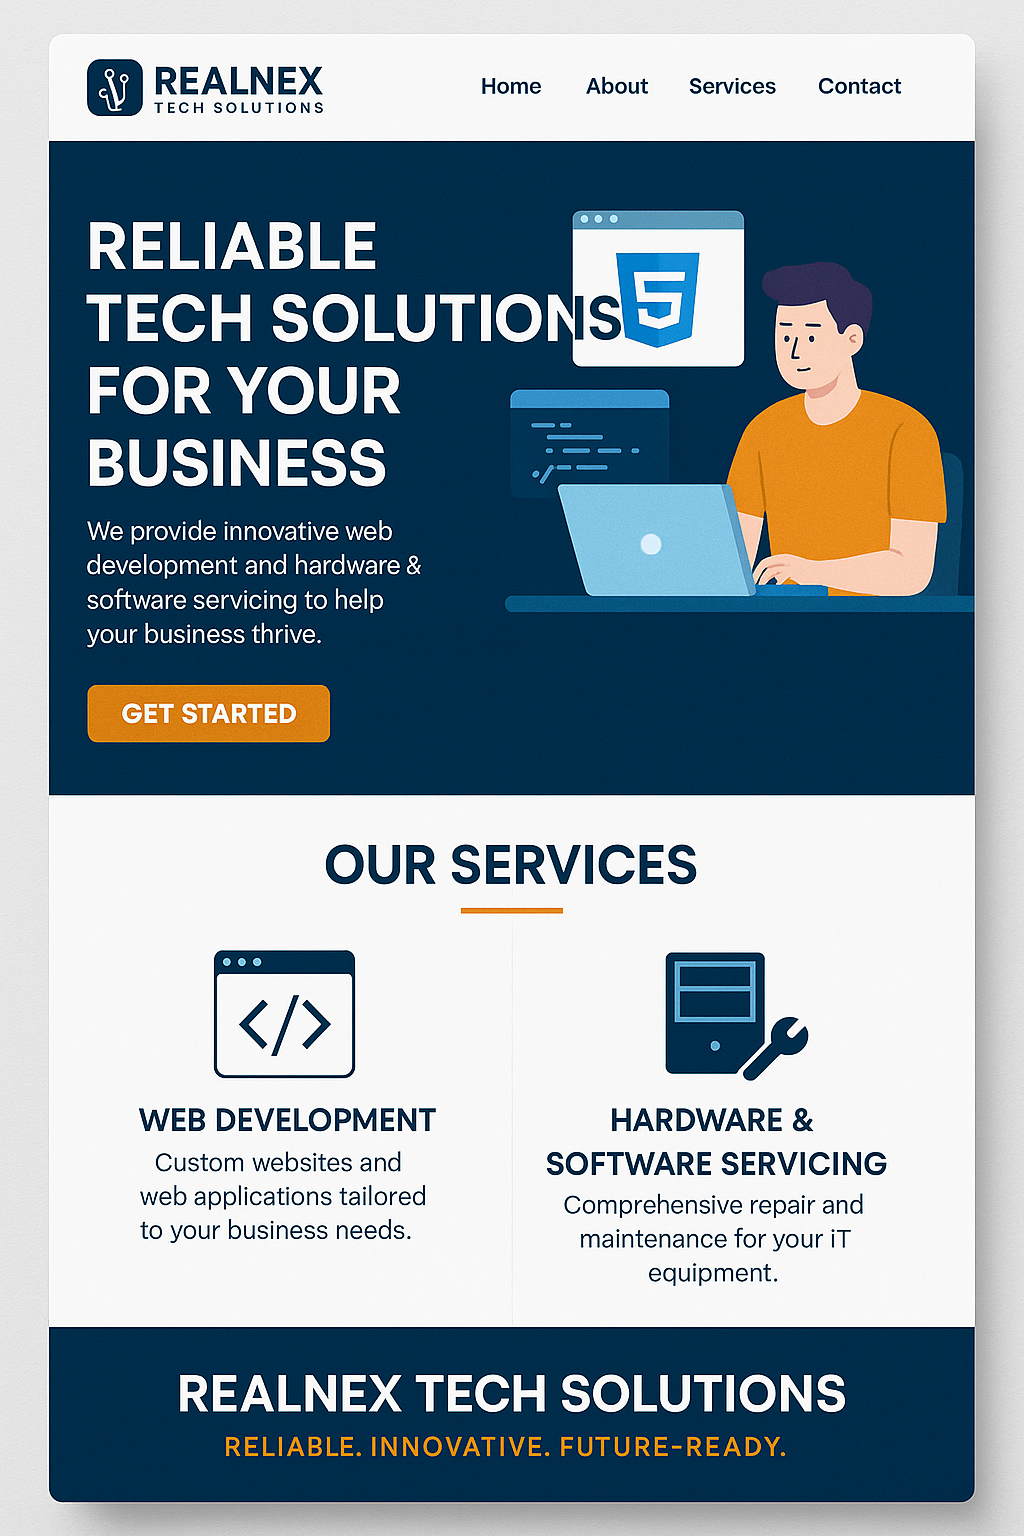 REALNEX
TECH SOLUTIONS
Home About Services Contact
RELIABLE
TECH SOLUTIONS
FOR YOUR
BUSINESS
5
We provide innovative web
development and hardware &
software servicing to help
your business thrive.
GET STARTED
OUR SERVICES
</>
WEB DEVELOPMENT
Custom websites and
web applications tailored
to your business needs.
HARDWARE &
SOFTWARE SERVICING
Comprehensive repair and
maintenance for your iT
equipment.
REALNEX TECH SOLUTIONS
RELIABLE. INNOVATIVE. FUTURE-READY.